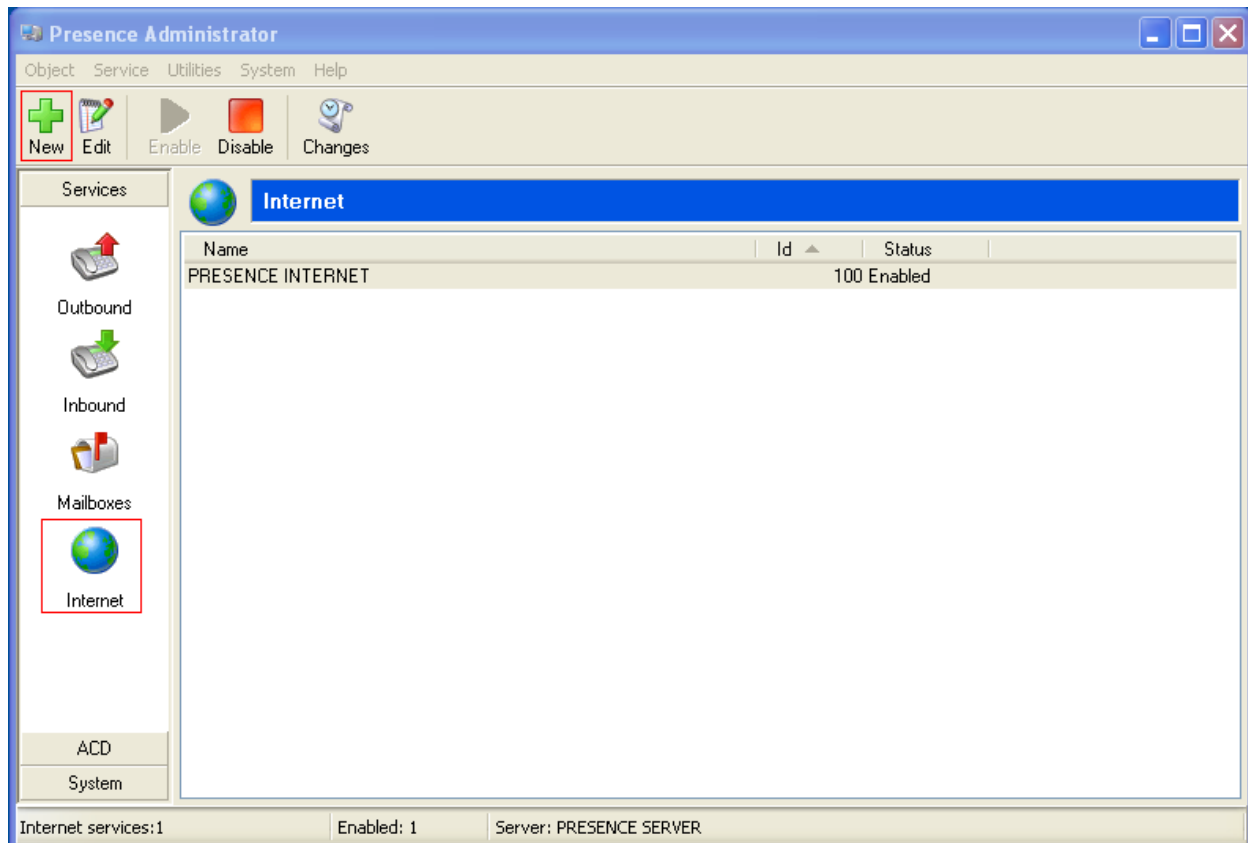 Presence Administrator
Object Service Utilities System Help
New Edit Enable Disable Changes
Services
Outbound
Inbound
Mailboxes
Internet
ACD
System
Internet
Name Id Status
PRESENCE INTERNET 100 Enabled
Internet services:1 Enabled: 1 Server: PRESENCE SERVER